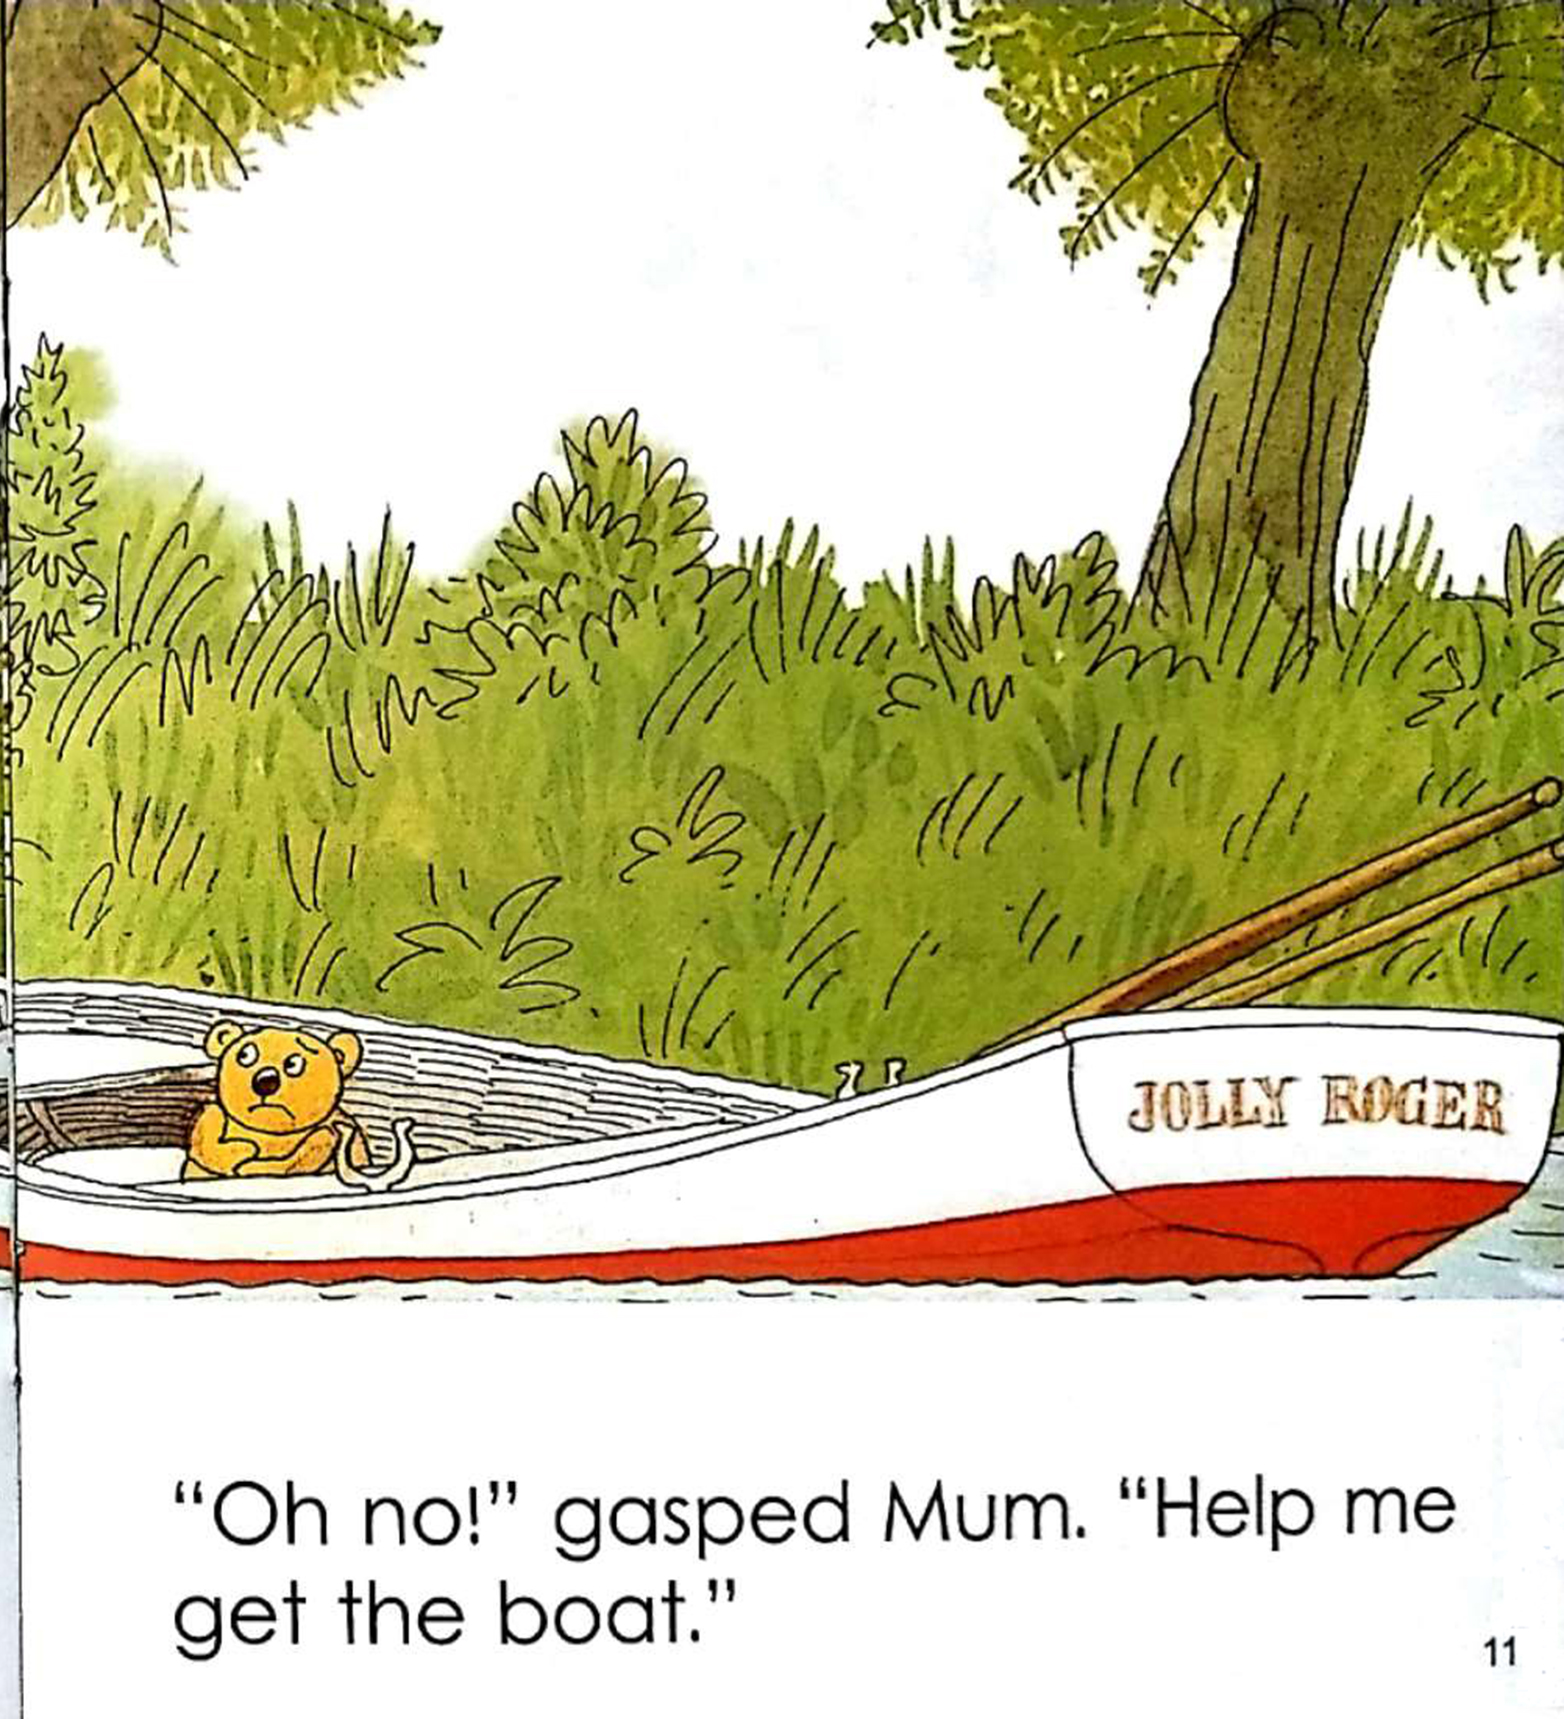 JOLLY ROGER
“Oh no!” gasped Mum. “Help me
get the boat.”
11